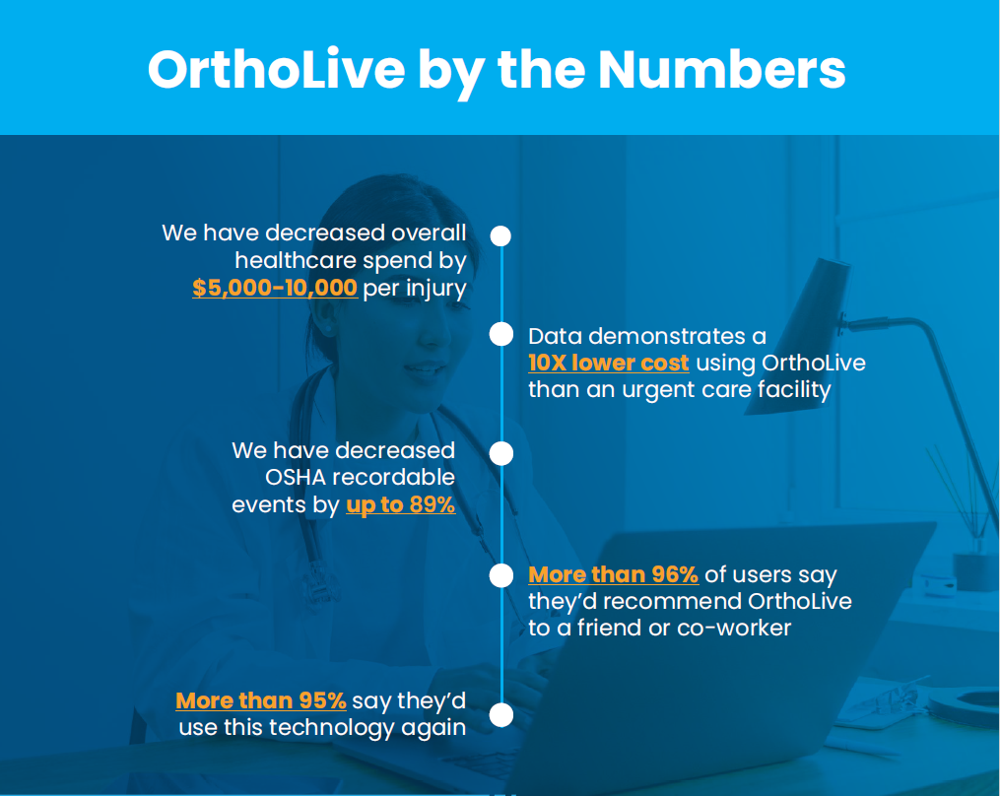 OrthoLive by the Numbers
We have decreased overall
healthcare spend by
$5,000-10,000 per injury
Data demonstrates a
10X lower cost using OrthoLive
than an urgent care facility
We have decreased
OSHA recordable
events by up to 89%
More than 96% of users say
they’d recommend OrthoLive
to a friend or co-worker
More than 95% say they’d
use this technology again